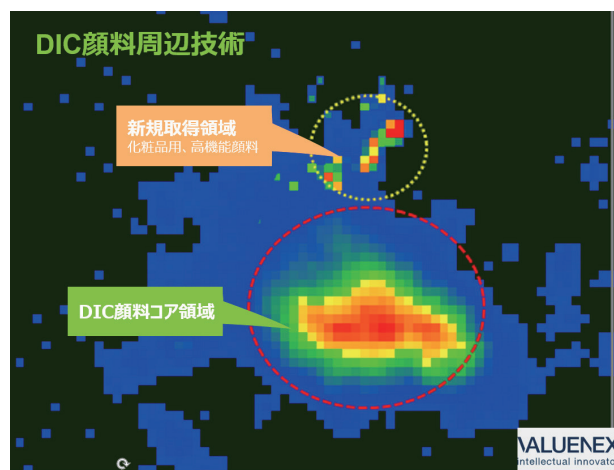 DIC顔料周辺技術
新規取得領域
化粧品用、高機能顔料
DIC顔料コア領域
VALUENEX
intellectual innovato